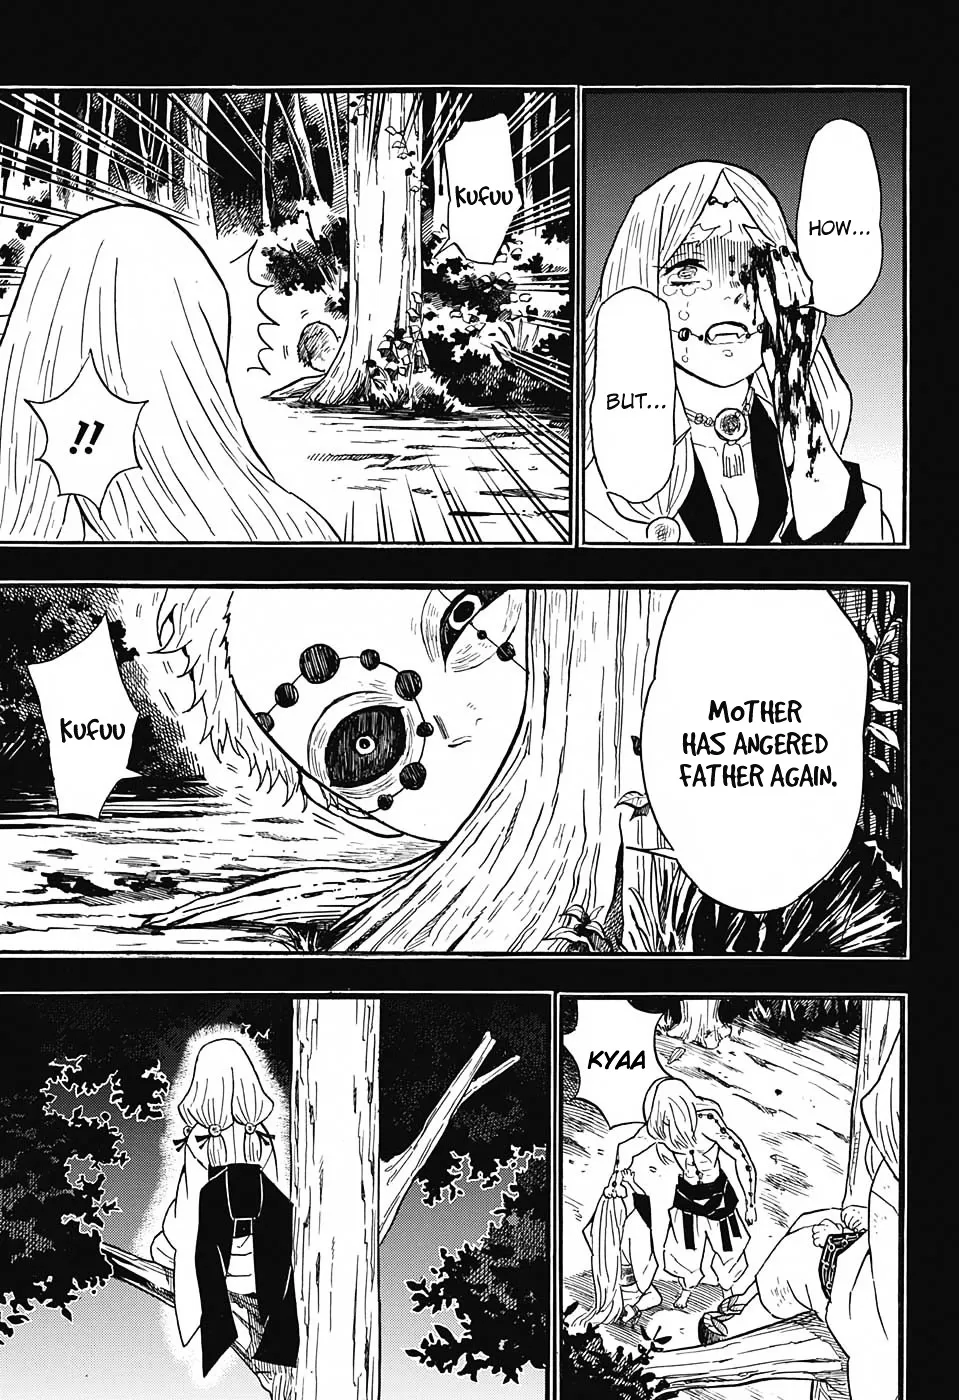 HOW...
BUT...
KUFUU
!!
MOTHER
HAS ANGERED
FATHER AGAIN.
KUFUU
KYAA